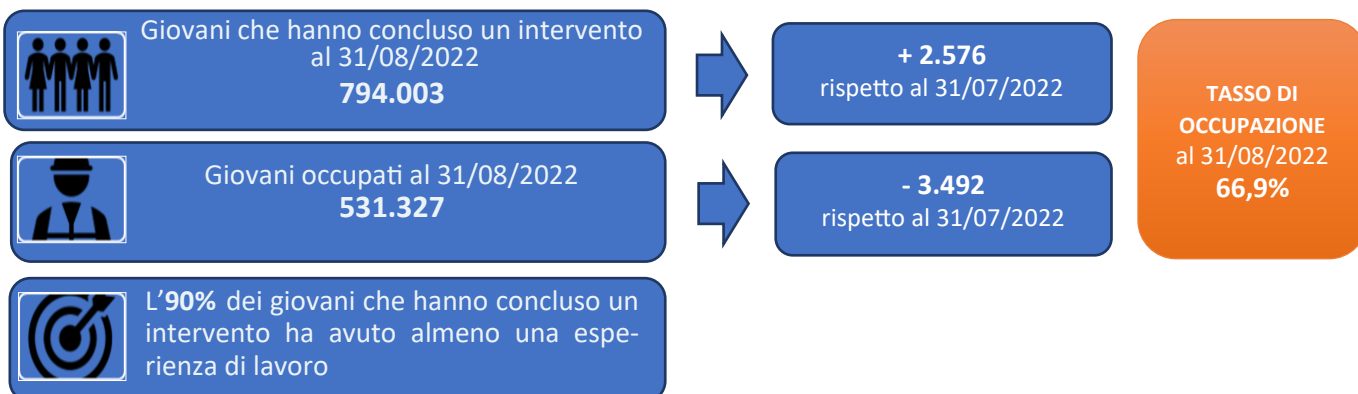 Giovani che hanno concluso un intervento
al 31/08/2022
794.003
+ 2.576
rispetto al 31/07/2022
Giovani occupati al 31/08/2022
531.327
- 3.492
rispetto al 31/07/2022
TASSO DI
OCCUPAZIONE
al 31/08/2022
66,9%
L'90% dei giovani che hanno concluso un
intervento ha avuto almeno una espe-
rienza di lavoro